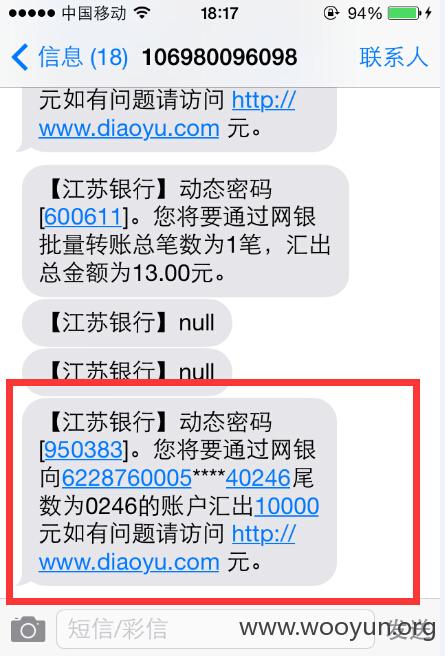 中国移动 18:17 94%
信息 (18) 106980096098 联系人
元如有问题请访问 http://
www.diaoyu.com 元。
【江苏银行】动态密码
[600611]。您将要通过网银
批量转账总笔数为1笔，汇出
总金额为13.00元。
【江苏银行】null
【江苏银行】null
【江苏银行】动态密码
[950383]。您将要通过网银
向6228760005****40246尾
数为0246的账户汇出10000
元如有问题请访问 http://
www.diaoyu.com 元。
短信/彩信 发送
www.wooyun.org